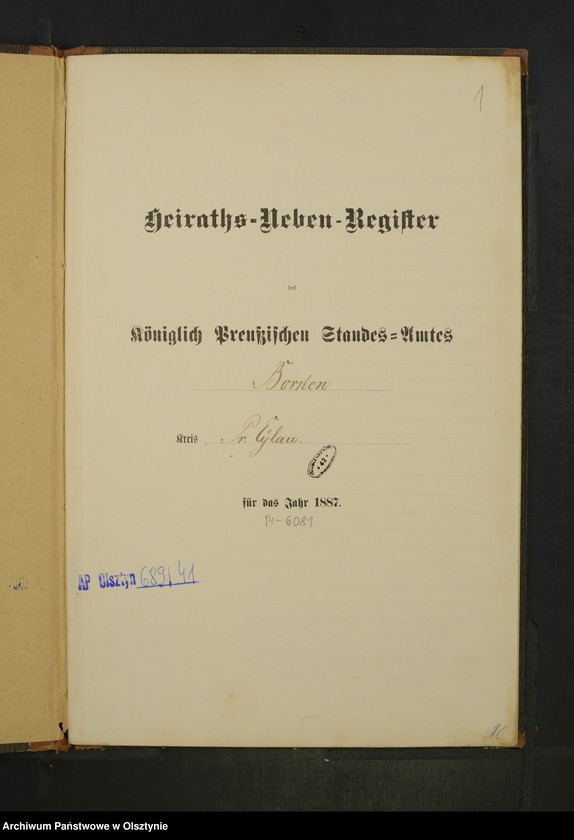 1
Heiraths-Neben-Register
des
Königlich Preußischen Standes-Amtes
Borken
Kreis Pr. Eylau.
für das Jahr 1887.
M-6081
AP Olsztyn 689/41
10
Archiwum Państwowe w Olsztynie